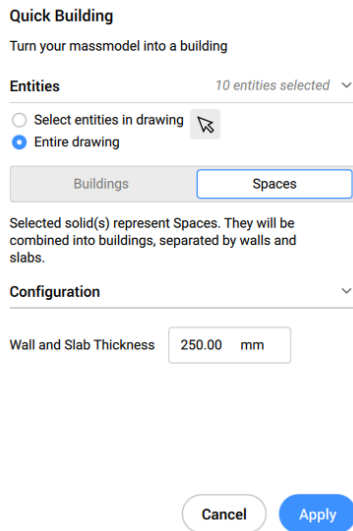 Quick Building
Turn your massmodel into a building
Entities 10 entities selected
Select entities in drawing
Entire drawing
Buildings Spaces
Selected solid(s) represent Spaces. They will be
combined into buildings, separated by walls and
slabs.
Configuration
Wall and Slab Thickness 250.00 mm
Cancel Apply